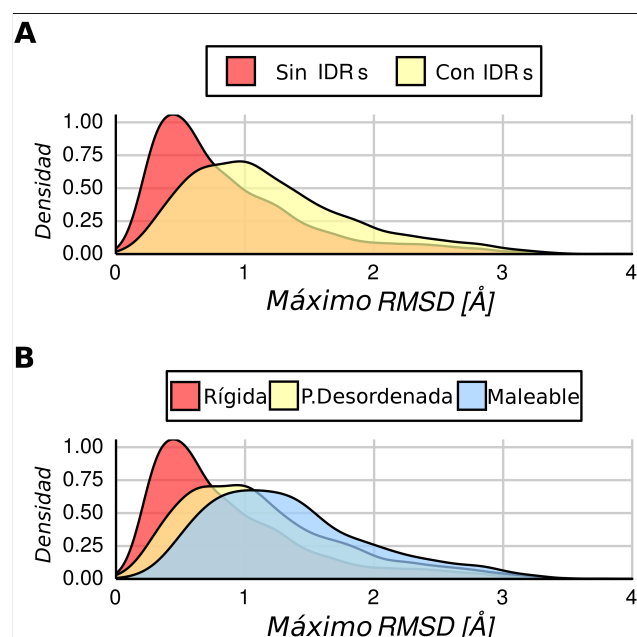 A
Sin IDRs Con IDRs
1.00
0.75
0.50
0.25
0.00
Densidad
0 1 2 3 4
Máximo RMSD [Å]
B
Rígida P.Desordenada Maleable
1.00
0.75
0.50
0.25
0.00
Densidad
0 1 2 3 4
Máximo RMSD [Å]